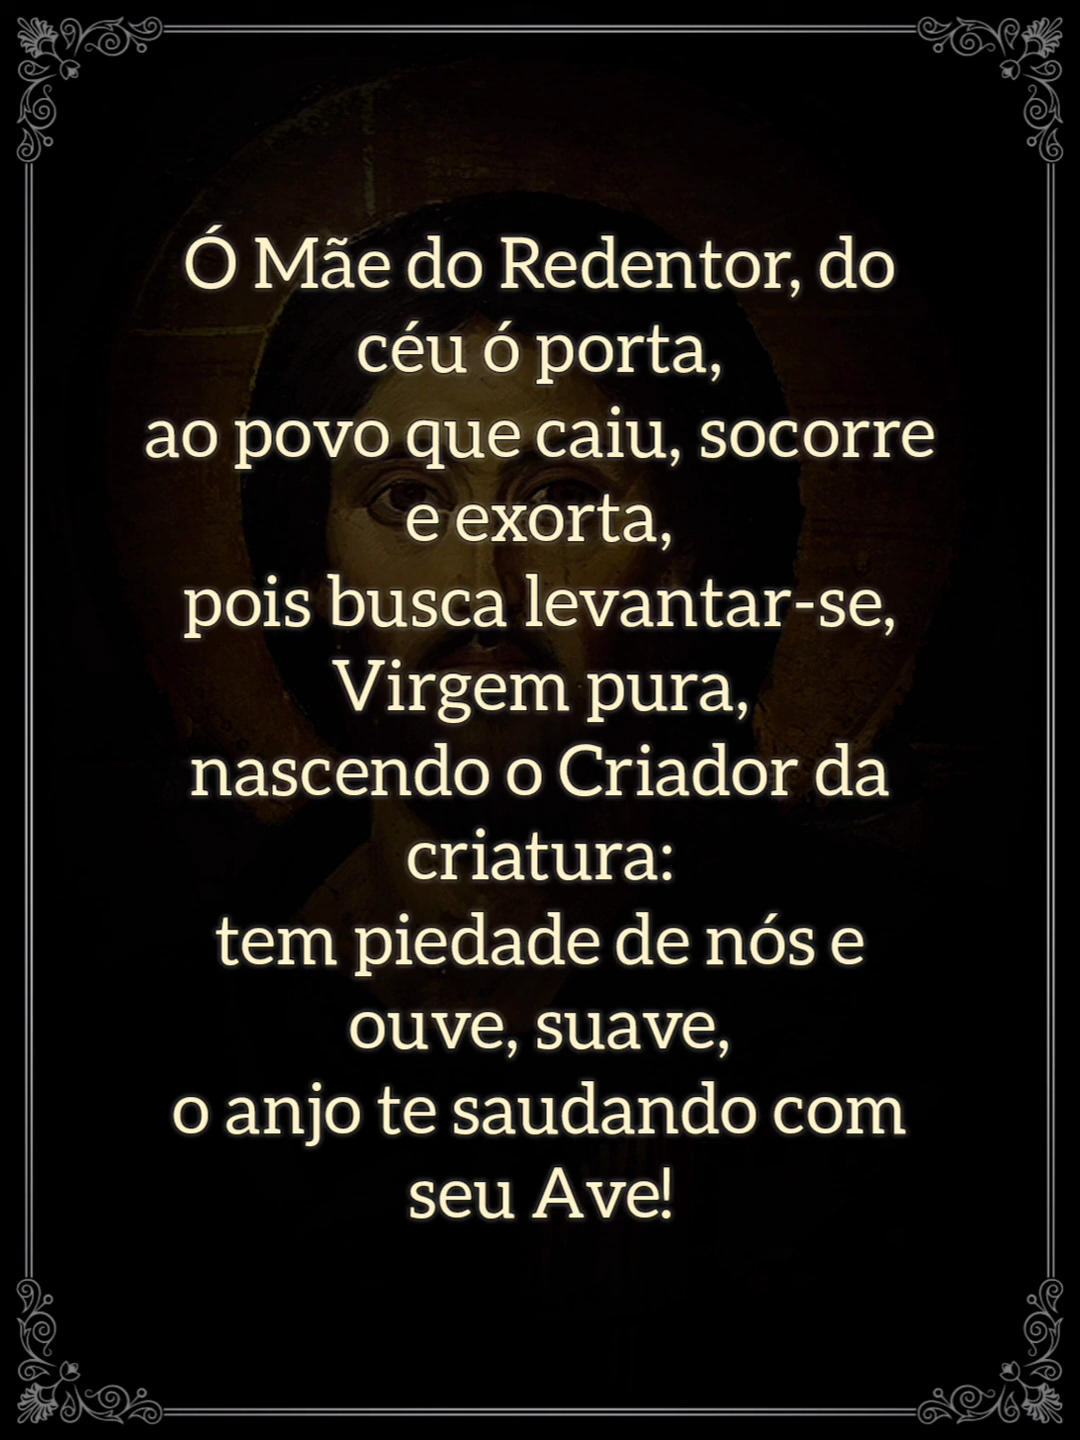 Ó Mãe do Redentor, do
céu ó porta,
ao povo que caiu, socorre
e exorta,
pois busca levantar-se,
Virgem pura,
nascendo o Criador da
criatura:
tem piedade de nós e
ouve, suave,
o anjo te saudando com
seu Ave!